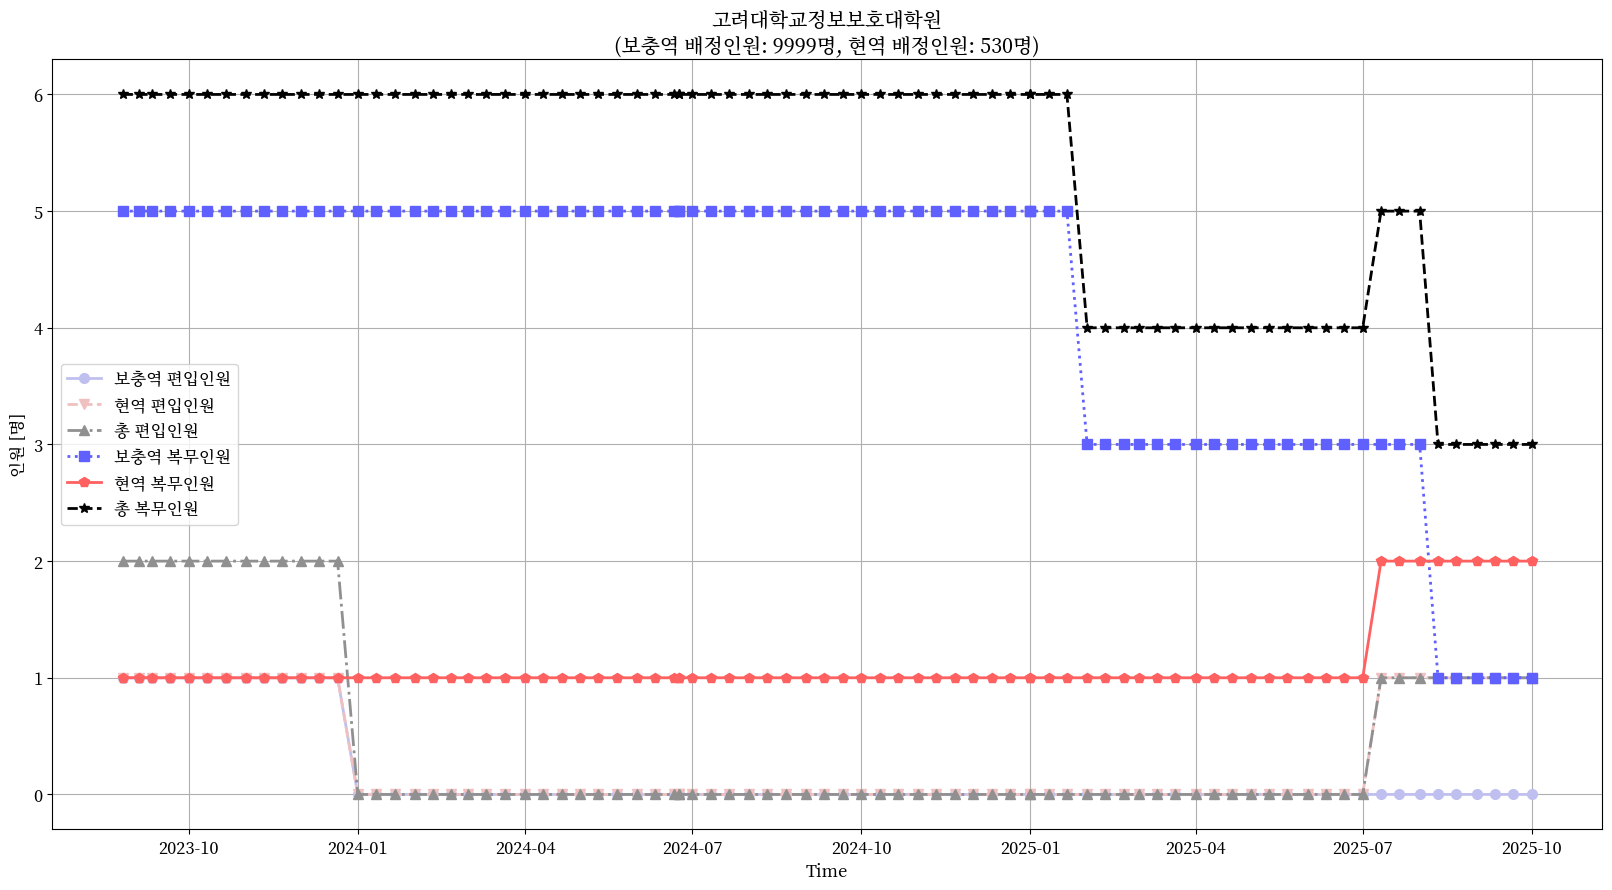 고려대학교정보보호대학원
(보충역 배정인원: 9999명, 현역 배정인원: 530명)
6
5
4
3
2
1
0
인원 [명]
보충역 편입인원
현역 편입인원
총 편입인원
보충역 복무인원
현역 복무인원
총 복무인원
2023-10 2024-01 2024-04 2024-07 2024-10 2025-01 2025-04 2025-07 2025-10
Time